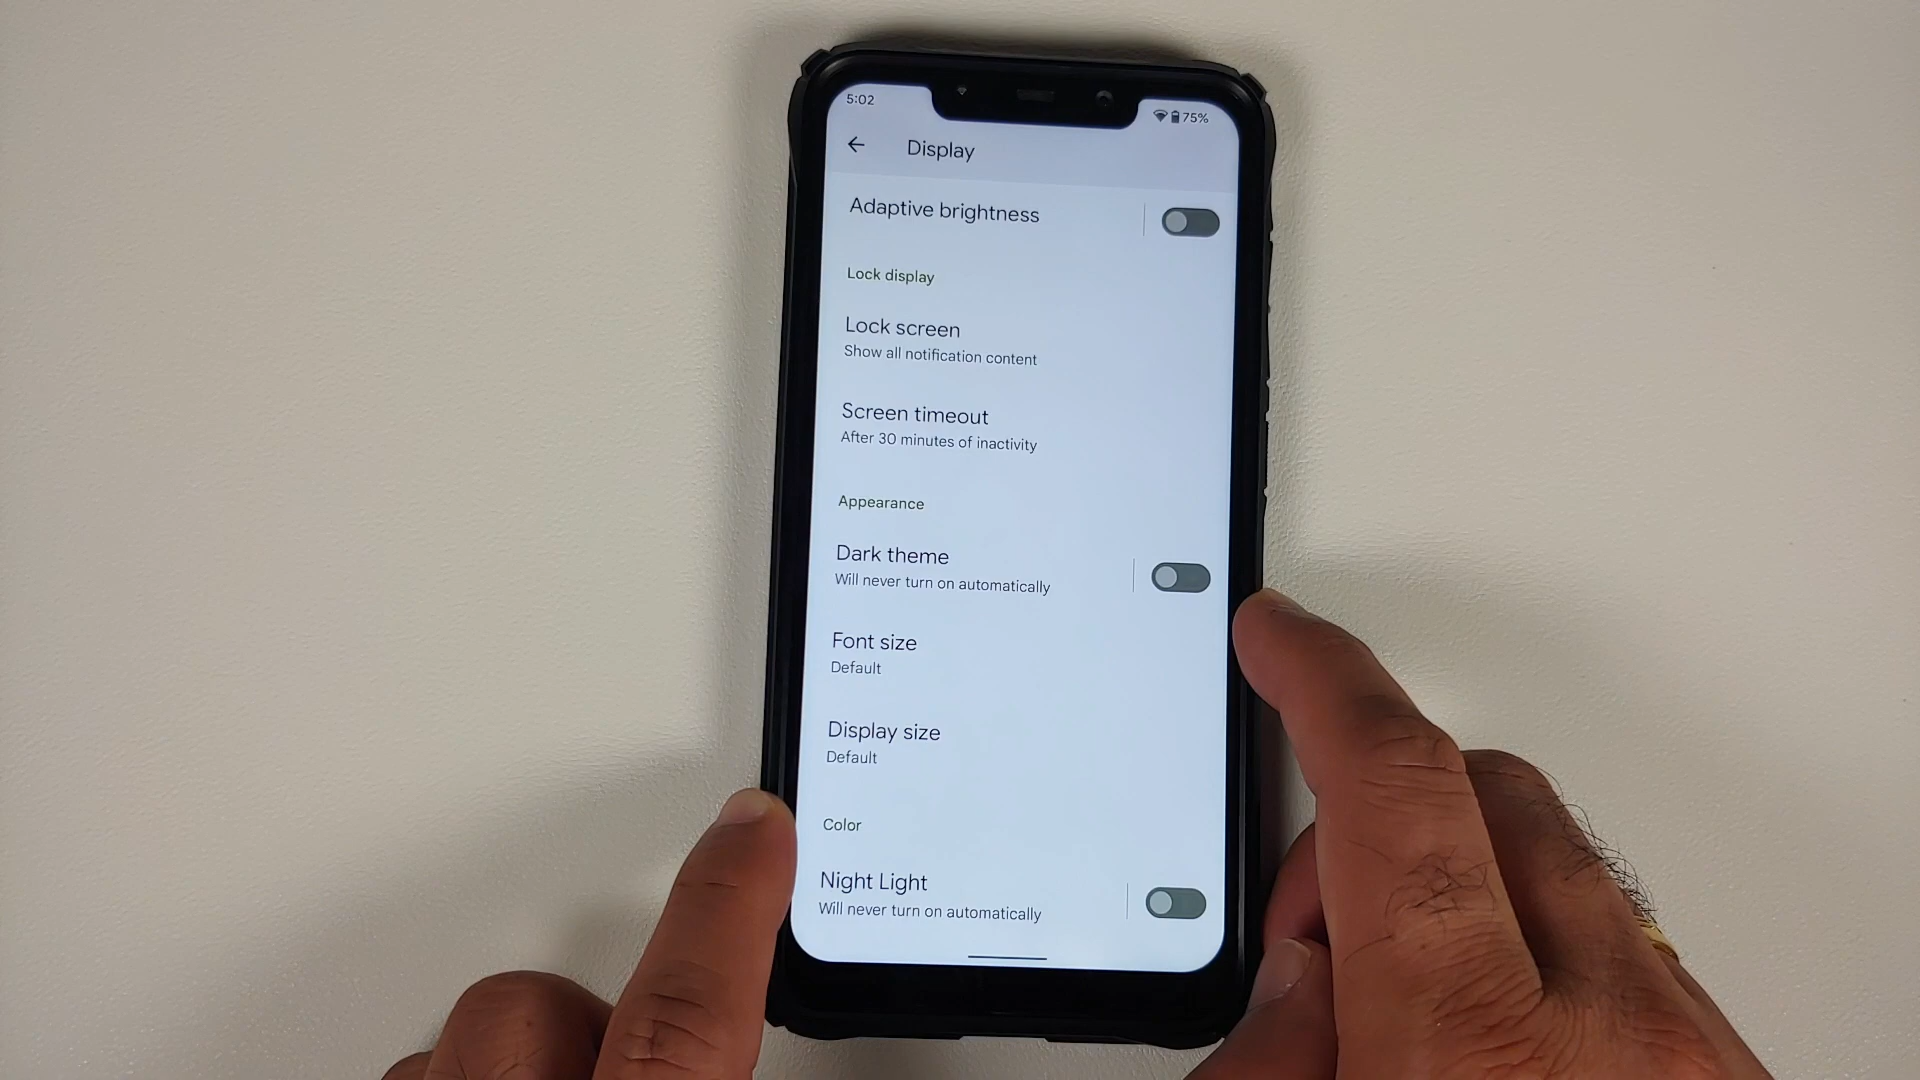 5:02
75%
Display
Adaptive brightness
Lock display
Lock screen
Show all notification content
Screen timeout
After 30 minutes of inactivity
Appearance
Dark theme
Will never turn on automatically
Font size
Default
Display size
Default
Color
Night Light
Will never turn on automatically